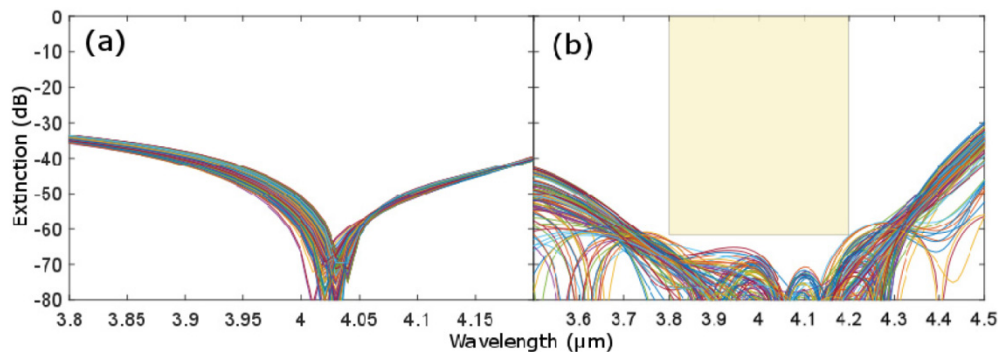 (a)
(b)
Extinction (dB)
0
-10
-20
-30
-40
-50
-60
-70
-80
3.8 3.85 3.9 3.95 4 4.05 4.1 4.15
3.6 3.7 3.8 3.9 4 4.1 4.2 4.3 4.4 4.5
Wavelength (μm)